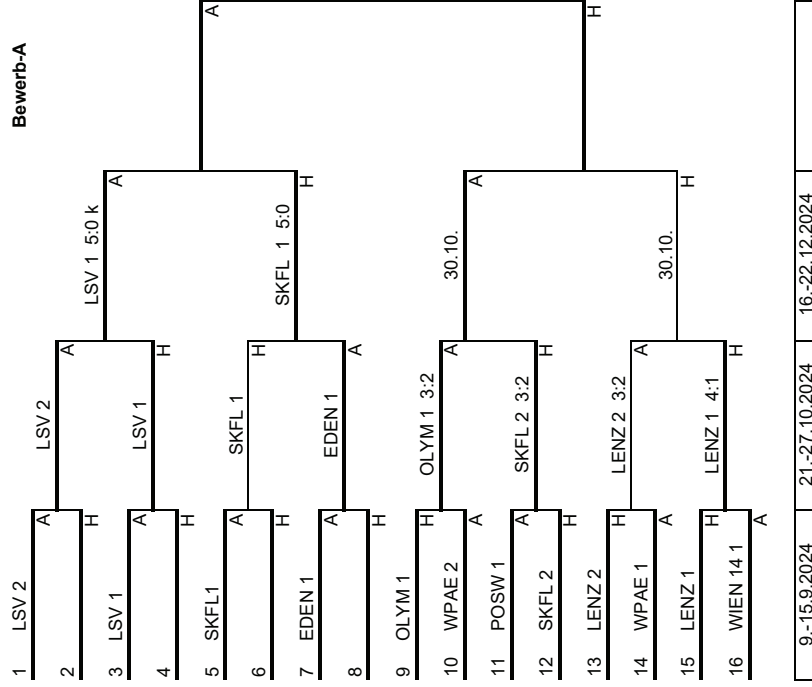 Bewerb-A
1 LSV 2
A
2
H
3 LSV 1
A
4
H
5 SKFL1
A
6
H
7 EDEN 1
A
8
H
9 OLYM 1
H
10 WPAE 2
A
11 POSW 1
A
12 SKFL 2
H
13 LENZ 2
H
14 WPAE 1
A
15 LENZ 1
H
16 WIEN 14 1
A
9.-15.9.2024
LSV 2
A
LSV 1
H
SKFL 1
H
EDEN 1
A
OLYM 1 3:2
A
SKFL 2 3:2
H
LENZ 2 3:2
A
LENZ 1 4:1
H
21.-27.10.2024
LSV 1 5:0 k
A
SKFL 1 5:0
H
30.10.
A
30.10.
H
16.-22.12.2024
A
H